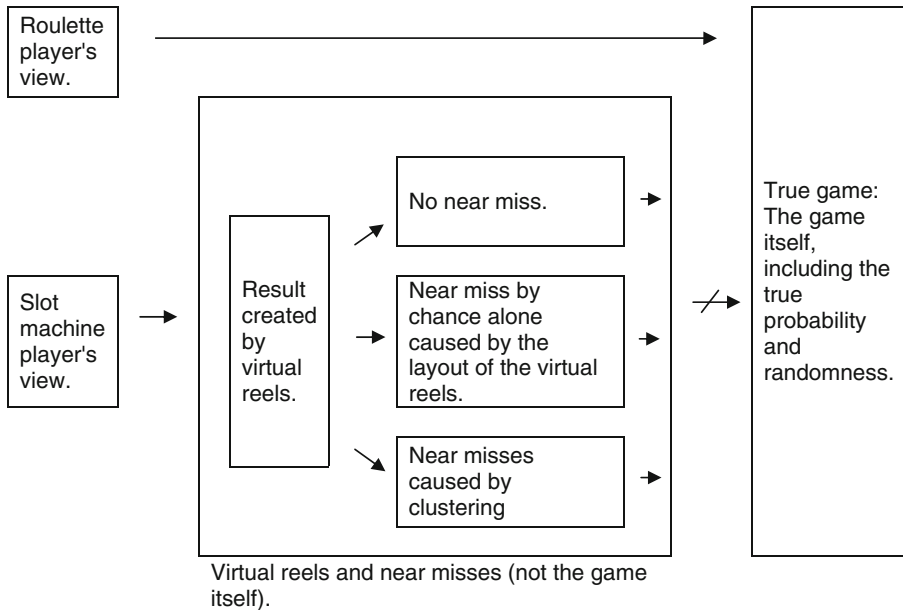 Roulette
player's
view.
Slot
machine
player's
view.
Result
created
by
virtual
reels.
No near miss.
Near miss by
chance alone
caused by the
layout of the virtual
reels.
Near misses
caused by
clustering
Virtual reels and near misses (not the game
itself).
True game:
The game
itself,
including the
true
probability
and
randomness.